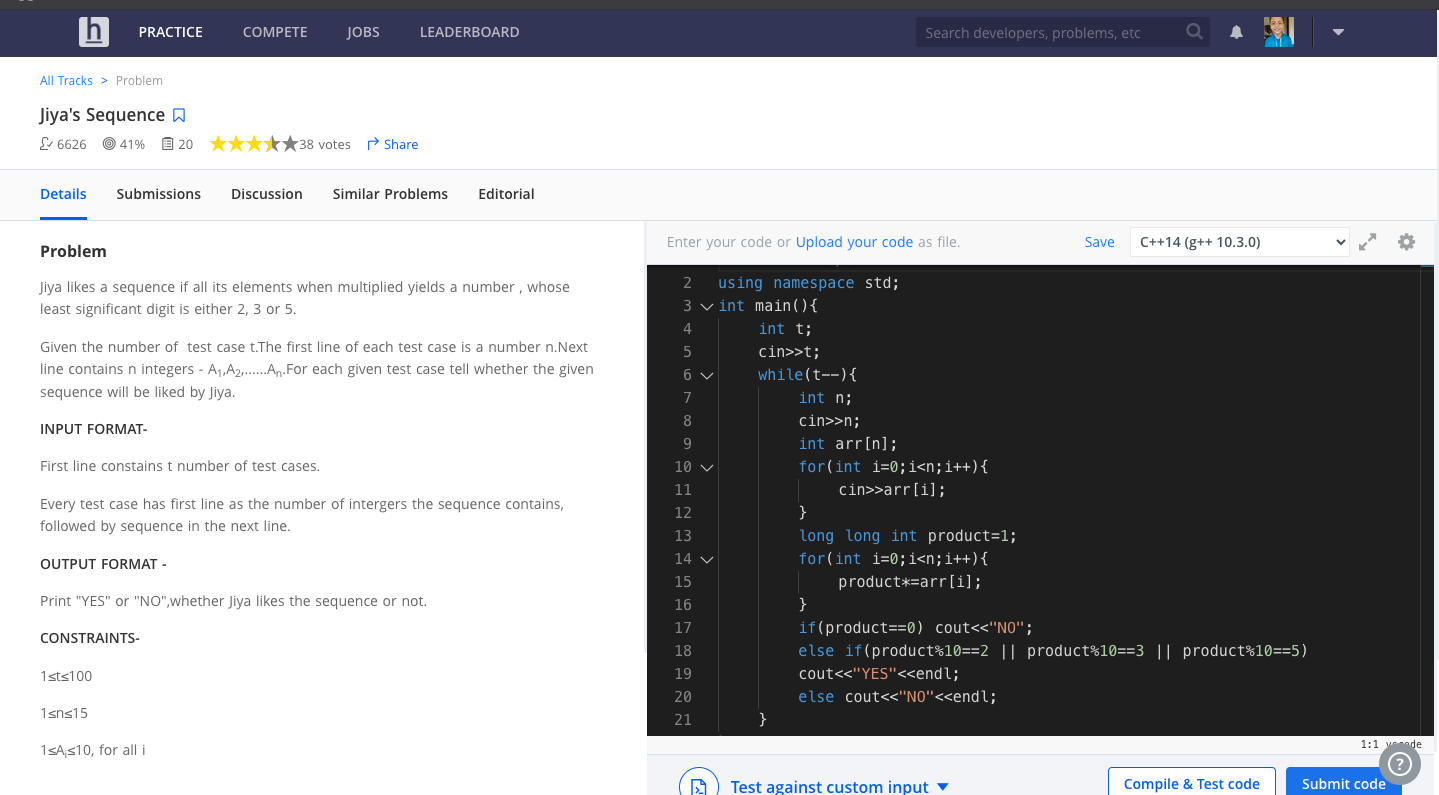 h PRACTICE COMPETE JOBS LEADERBOARD Search developers, problems, etc
All Tracks > Problem
Jiya's Sequence
6626 41% 20 38 votes Share
Details Submissions Discussion Similar Problems Editorial
Problem
Jiya likes a sequence if all its elements when multiplied yields a number , whose
least significant digit is either 2, 3 or 5.
Given the number of  test case t.The first line of each test case is a number n.Next
line contains n integers - A1,A2,......An.For each given test case tell whether the given
sequence will be liked by Jiya.
INPUT FORMAT-
First line constains t number of test cases.
Every test case has first line as the number of intergers the sequence contains,
followed by sequence in the next line.
OUTPUT FORMAT -
Print "YES" or "NO",whether Jiya likes the sequence or not.
CONSTRAINTS-
1≤t≤100
1≤n≤15
1≤Ai≤10, for all i
Enter your code or Upload your code as file. Save C++14 (g++ 10.3.0)
2 using namespace std;
3 int main(){
4 int t;
5 cin>>t;
6 while(t--){
7 int n;
8 cin>>n;
9 int arr[n];
10 for(int i=0;i<n;i++){
11 cin>>arr[i];
12 }
13 long long int product=1;
14 for(int i=0;i<n;i++){
15 product*=arr[i];
16 }
17 if(product==0) cout<<"NO";
18 else if(product%10==2 || product%10==3 || product%10==5)
19 cout<<"YES"<<endl;
20 else cout<<"NO"<<endl;
21 }
1:1 vscode
?
Test against custom input Compile & Test code Submit code